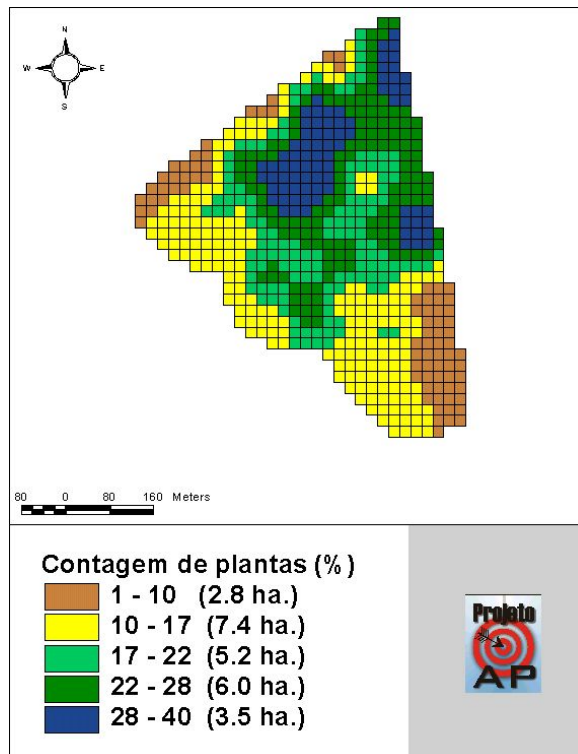 N
W E
S
80 0 80 160 Meters
Contagem de plantas (%)
1 - 10 (2.8 ha.)
10 - 17 (7.4 ha.)
17 - 22 (5.2 ha.)
22 - 28 (6.0 ha.)
28 - 40 (3.5 ha.)
Projeto
AP